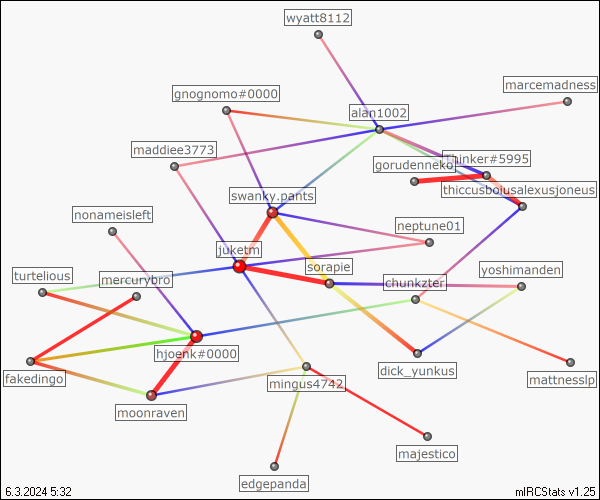 wyatt8112
marcemadness
gnognomo#0000
alan1002
maddiee3773
Thinker#5995
gorudenneko
thiccusboiusalexusjoneus
swanky.pants
nonameisleft
neptune01
juketm
sorapie
yoshimanden
turtelious
mercurybro
chunkzter
hjoenk#0000
dick_yunkus
fakedingo
mingus4742
mattnesslp
moonraven
majestico
edgepanda
6.3.2024 5:32
mIRCStats v1.25